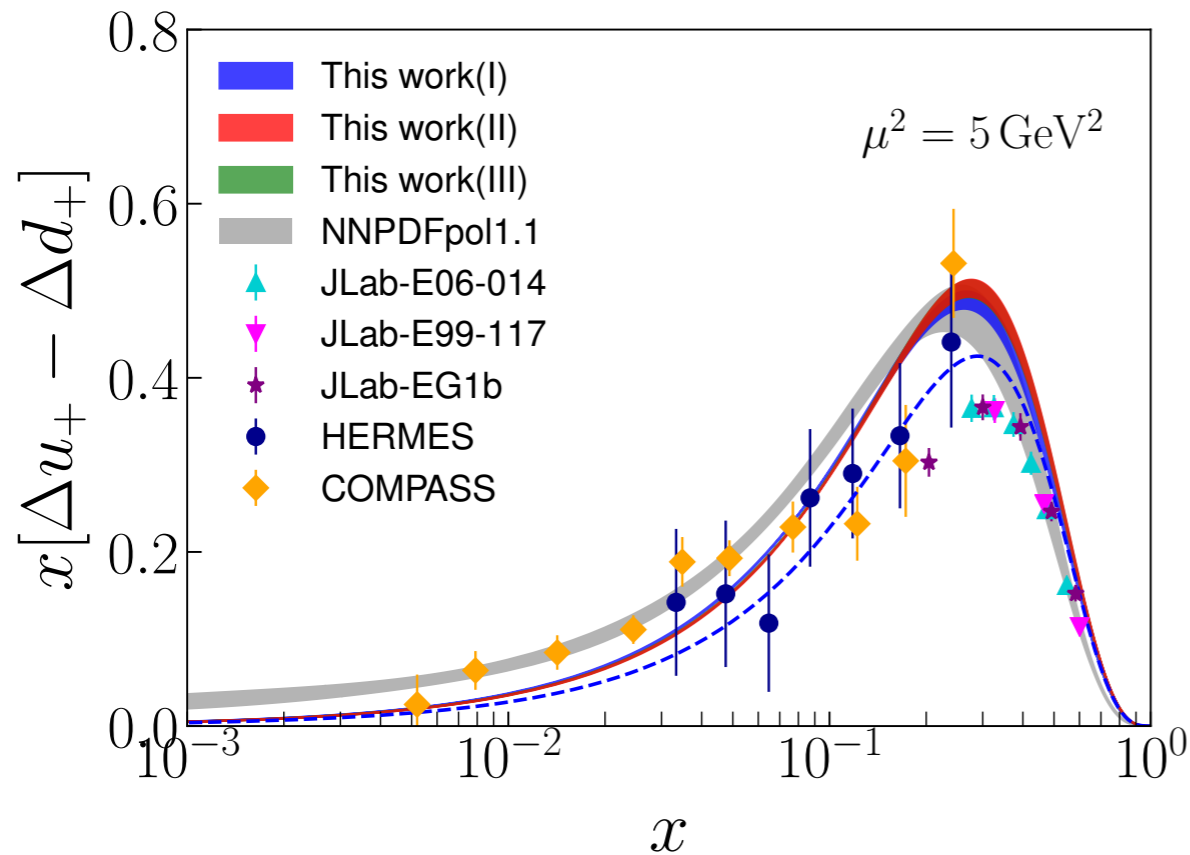 0.8
0.6
0.4
0.2
0.0
x[Δu₊ − Δd₊]
This work(I)
This work(II)
This work(III)
NNPDFpol1.1
JLab-E06-014
JLab-E99-117
JLab-EG1b
HERMES
COMPASS
μ² = 5 GeV²
10⁻³ 10⁻² 10⁻¹ 10⁰
x